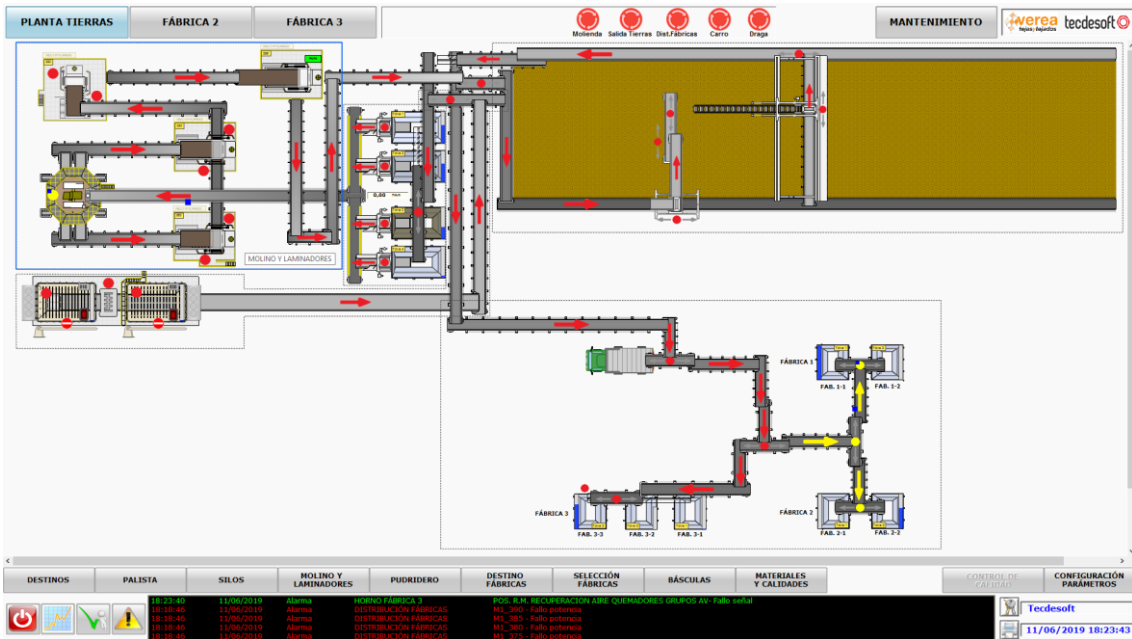 PLANTA TIERRAS
FÁBRICA 2
FÁBRICA 3
Molienda
Salida Tierras
Dist.Fábricas
Carro
Draga
MANTENIMIENTO
verea
tejas/tejados
tecdesoft
0,00
MOLINO Y LAMINADORES
FÁBRICA 1
FAB. 1-1
FAB. 1-2
FÁBRICA 2
FAB. 2-1
FAB. 2-2
FÁBRICA 3
FAB. 3-3
FAB. 3-2
FAB. 3-1
DESTINOS
PALISTA
SILOS
MOLINO Y
LAMINADORES
PUDRIDERO
DESTINO
FÁBRICAS
SELECCIÓN
FÁBRICAS
BÁSCULAS
MATERIALES
Y CALIDADES
CONTROL DE
CALIDAD
CONFIGURACIÓN
PARÁMETROS
18:23:40 11/06/2019 Alarma HORNO FÁBRICA 3 POS. R.M. RECUPERACION AIRE QUEMADORES GRUPOS AV- Fallo señal
18:18:46 11/06/2019 Alarma DISTRIBUCIÓN FÁBRICAS M1_390 - Fallo potencia
18:18:46 11/06/2019 Alarma DISTRIBUCIÓN FÁBRICAS M1_385 - Fallo potencia
18:18:46 11/06/2019 Alarma DISTRIBUCIÓN FÁBRICAS M1_380 - Fallo potencia
18:18:46 11/06/2019 Alarma DISTRIBUCIÓN FÁBRICAS M1_375 - Fallo potencia
Tecdesoft
11/06/2019 18:23:43